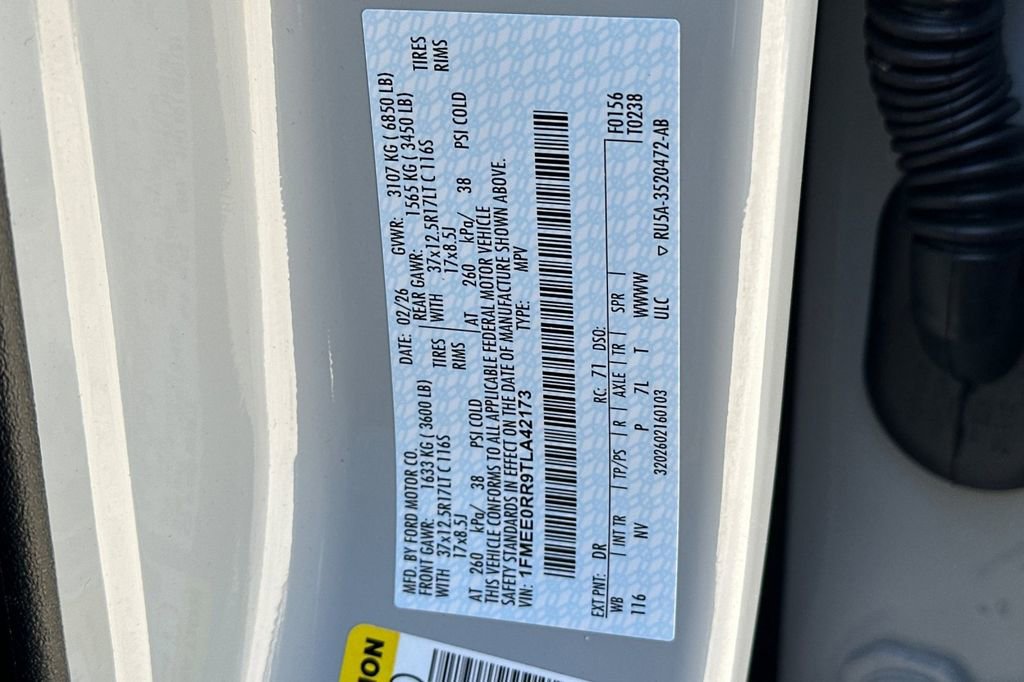 MFD. BY FORD MOTOR CO. DATE: 02/26 GVWR: 3107 KG ( 6850 LB)
FRONT GAWR: 1633 KG ( 3600 LB) REAR GAWR: 1565 KG ( 3450 LB)
WITH 37x12.5R17LT C 116S TIRES WITH 37x12.5R17LT C 116S TIRES
17x8.5J RIMS 17x8.5J RIMS
AT 260 kPa/ 38 PSI COLD AT 260 kPa/ 38 PSI COLD
THIS VEHICLE CONFORMS TO ALL APPLICABLE FEDERAL MOTOR VEHICLE
SAFETY STANDARDS IN EFFECT ON THE DATE OF MANUFACTURE SHOWN ABOVE.
VIN: 1FMEE0RR9TLA42173 TYPE: MPV
EXT PNT: DR RC: 71 DSO:
WB INTR TP/PS R AXLE TR SPR F0156
116 NW P 7L T WWWW T0238
3202602160103 ULC ▽ RU5A-3520472-AB